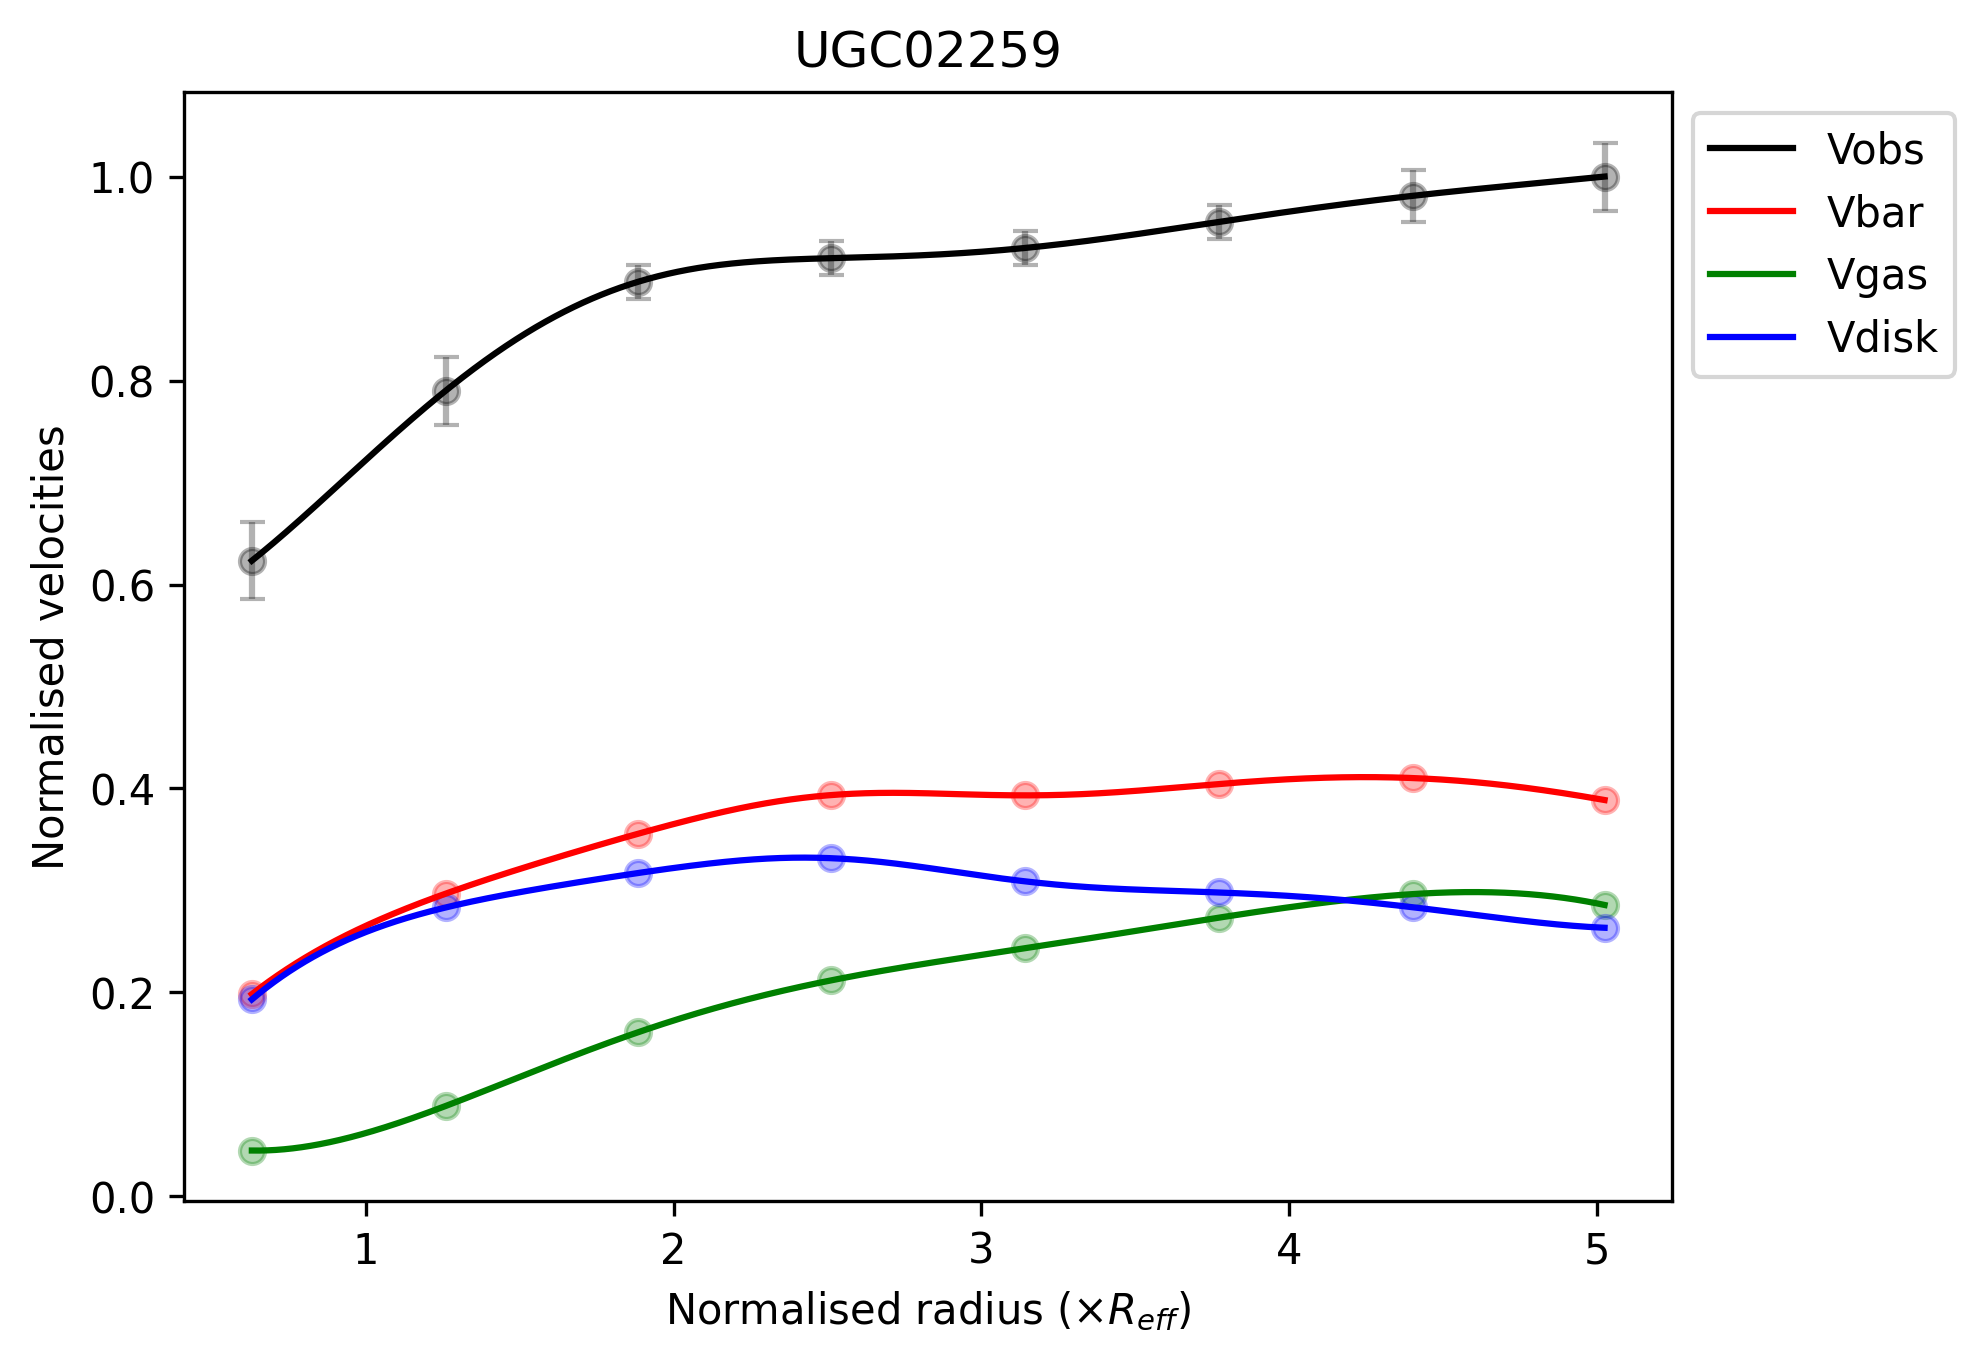 UGC02259
Vobs
Vbar
Vgas
Vdisk
Normalised velocities
1.0
0.8
0.6
0.4
0.2
0.0
1 2 3 4 5
Normalised radius (×R_eff)